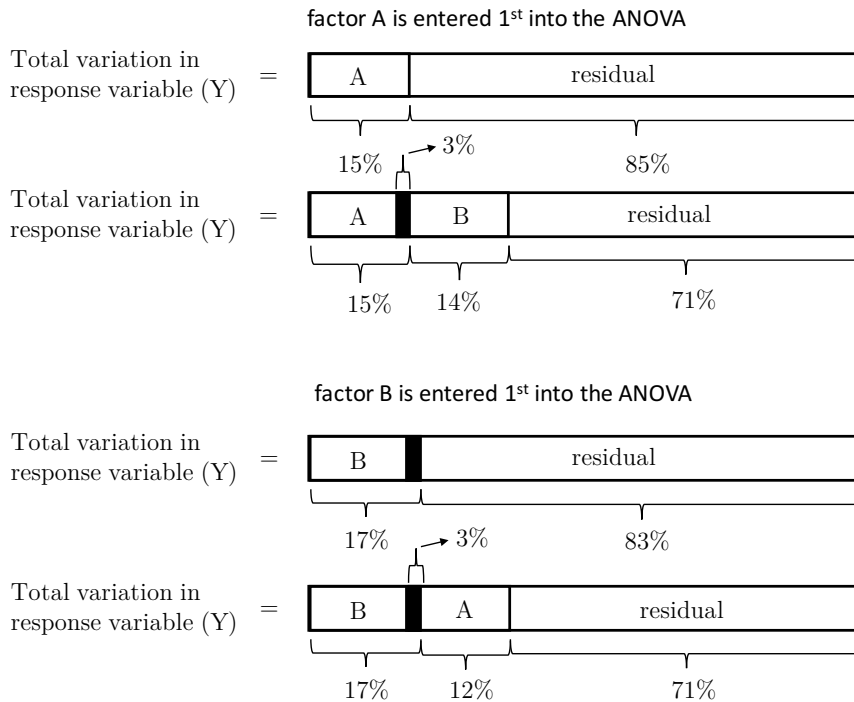 factor A is entered 1st into the ANOVA
Total variation in
response variable (Y)
=
A
residual
15%
3%
85%
Total variation in
response variable (Y)
=
A
B
residual
15%
14%
71%
factor B is entered 1st into the ANOVA
Total variation in
response variable (Y)
=
B
residual
17%
3%
83%
Total variation in
response variable (Y)
=
B
A
residual
17%
12%
71%